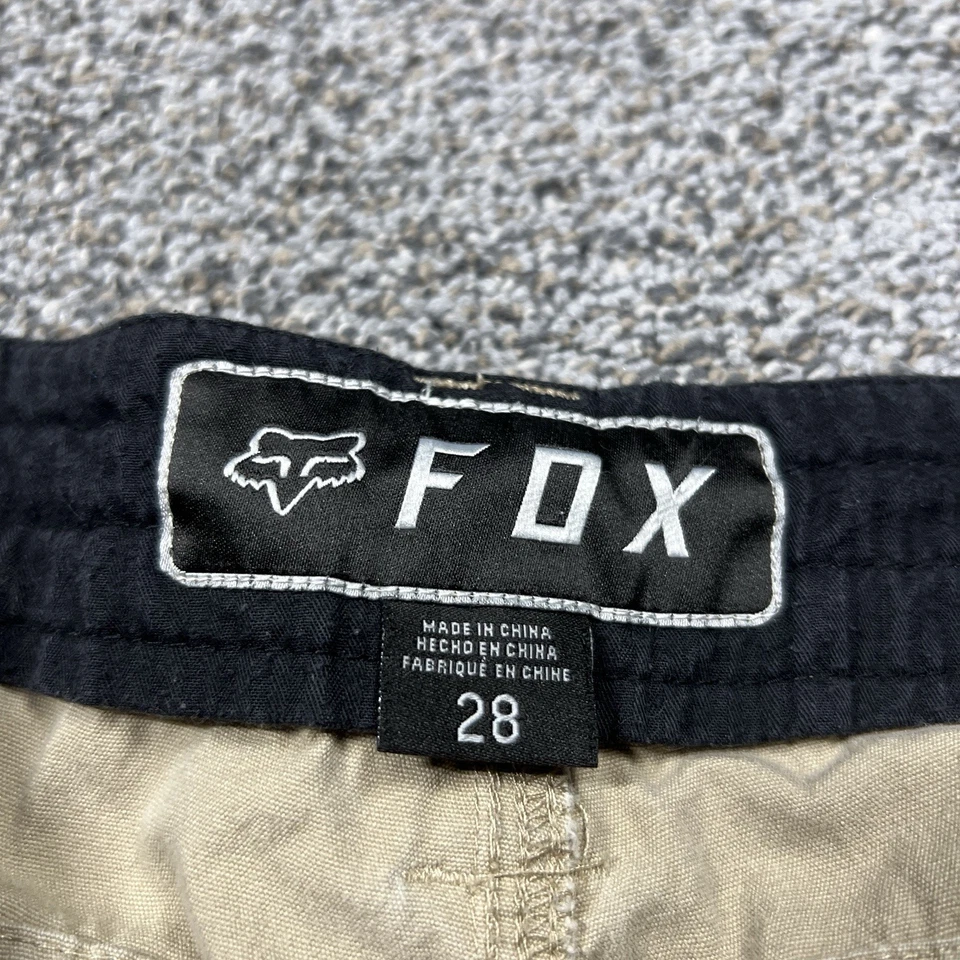 FOX
MADE IN CHINA
HECHO EN CHINA
FABRIQUÉ EN CHINE
28